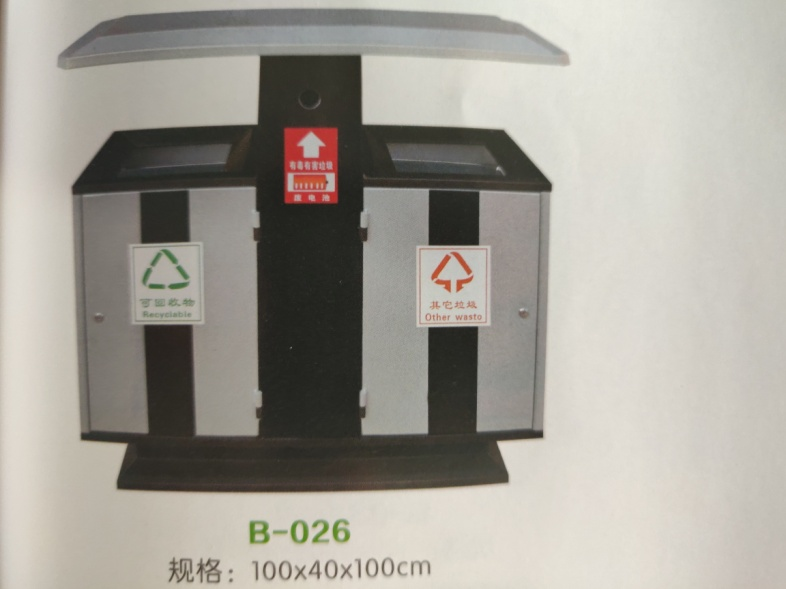 有毒有害垃圾
废电池
可回收物
Recyclable
其它垃圾
Other waste
B-026
规格：100x40x100cm